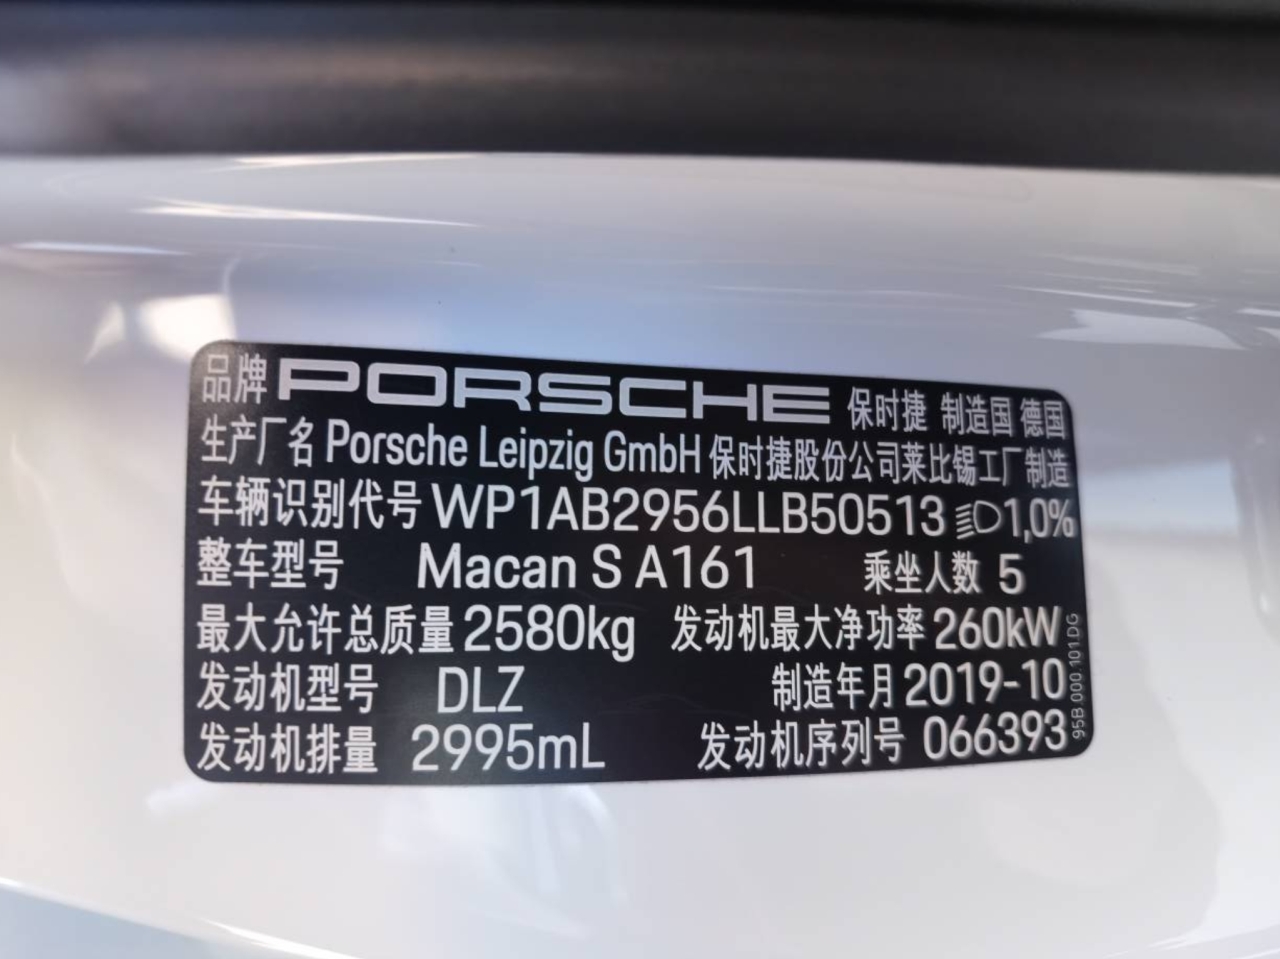 品牌 PORSCHE 保时捷 制造国 德国
生产厂名 Porsche Leipzig GmbH 保时捷股份公司莱比锡工厂制造
车辆识别代号 WP1AB2956LLB50513 1,0%
整车型号 Macan S A161 乘坐人数 5
最大允许总质量 2580kg 发动机最大净功率 260kW
发动机型号 DLZ 制造年月 2019-10
发动机排量 2995mL 发动机序列号 066393
95B.000.101DG